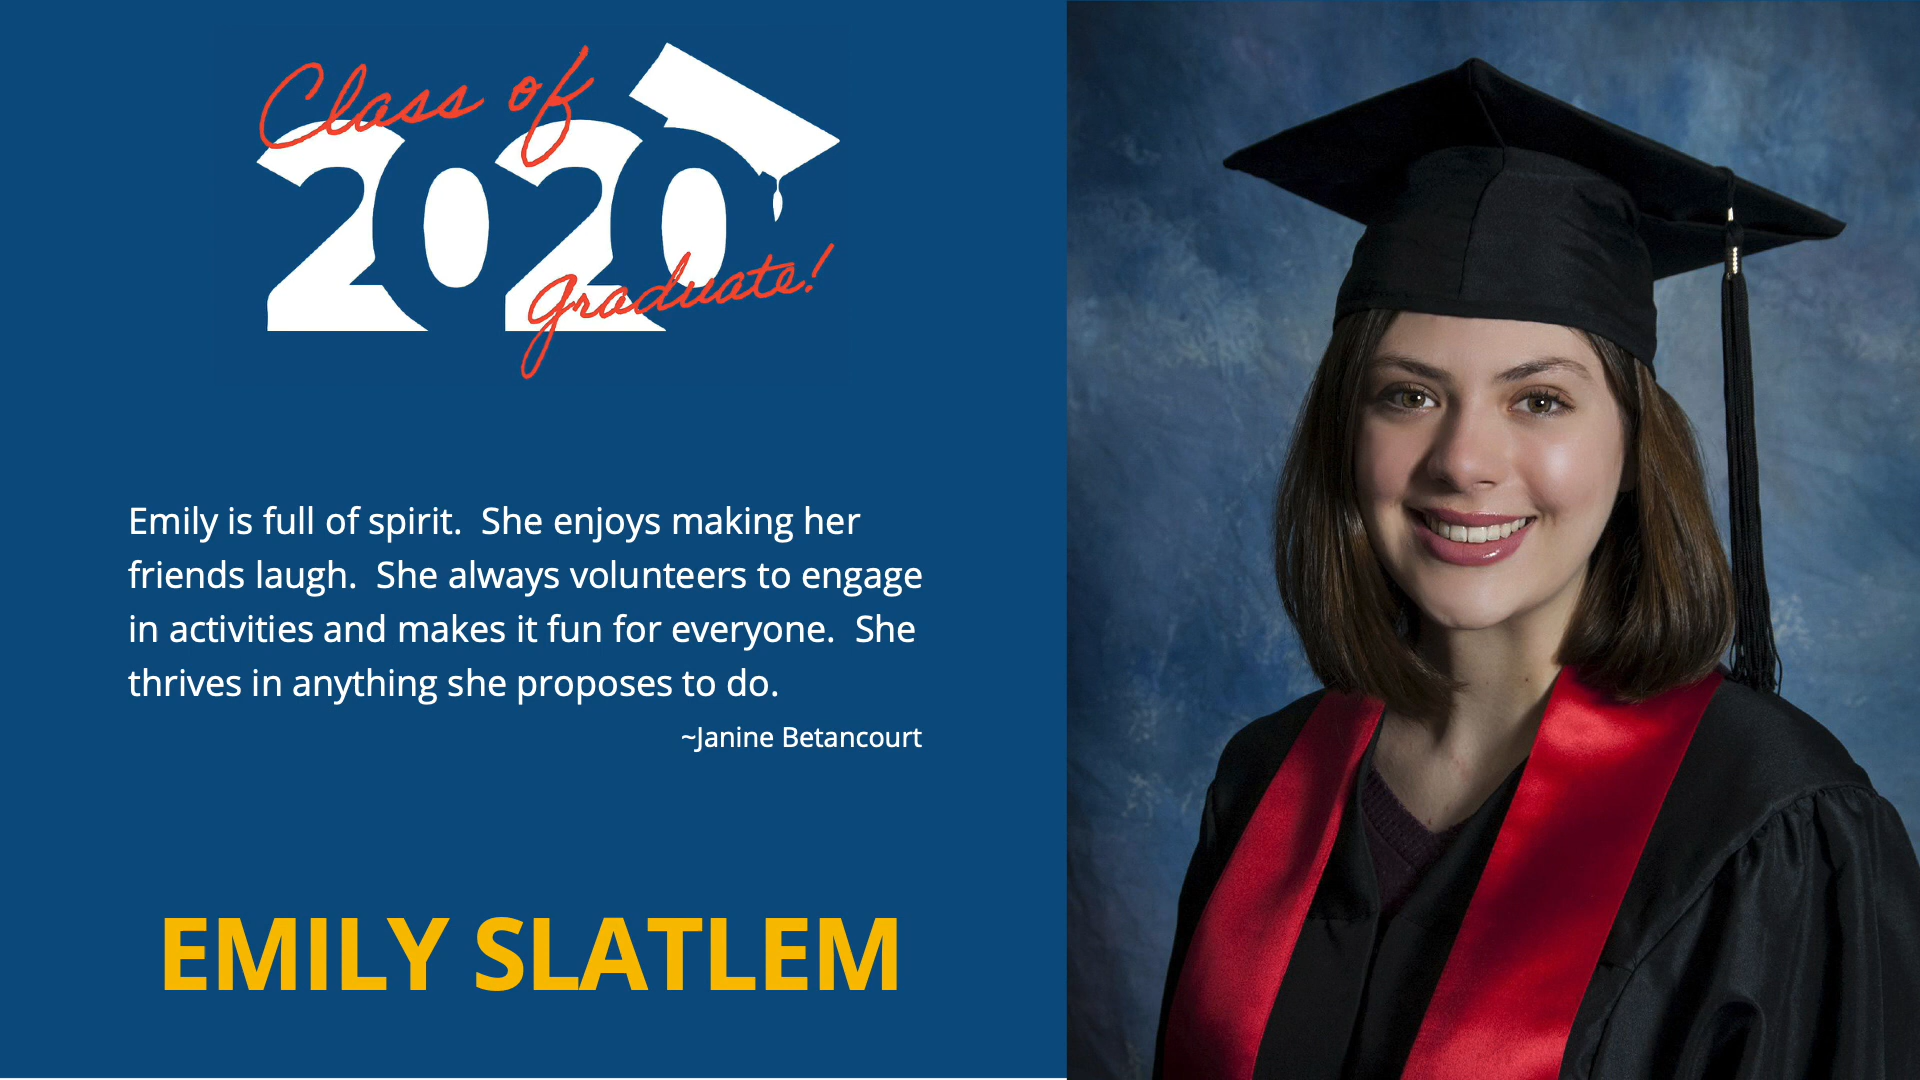 Class of
2020
graduate!
Emily is full of spirit.  She enjoys making her
friends laugh.  She always volunteers to engage
in activities and makes it fun for everyone.  She
thrives in anything she proposes to do.
~Janine Betancourt
EMILY SLATLEM